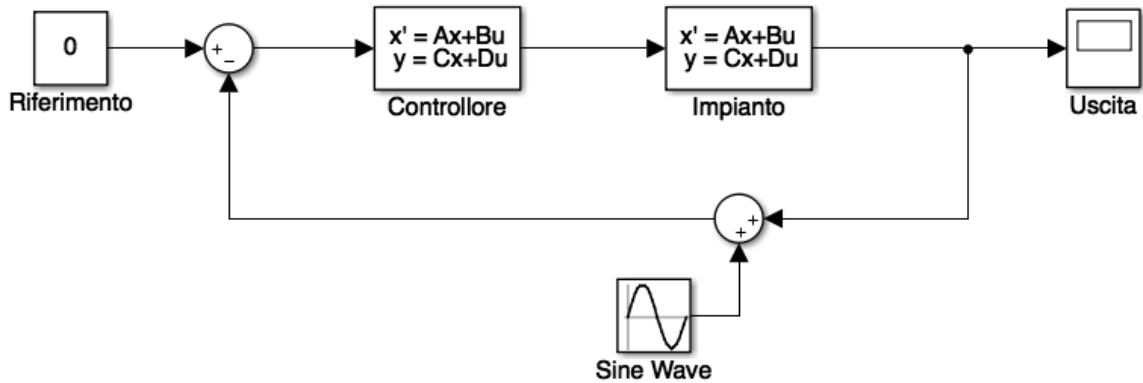 0
Riferimento
+
−
x' = Ax+Bu
y = Cx+Du
Controllore
x' = Ax+Bu
y = Cx+Du
Impianto
Uscita
+
+
Sine Wave